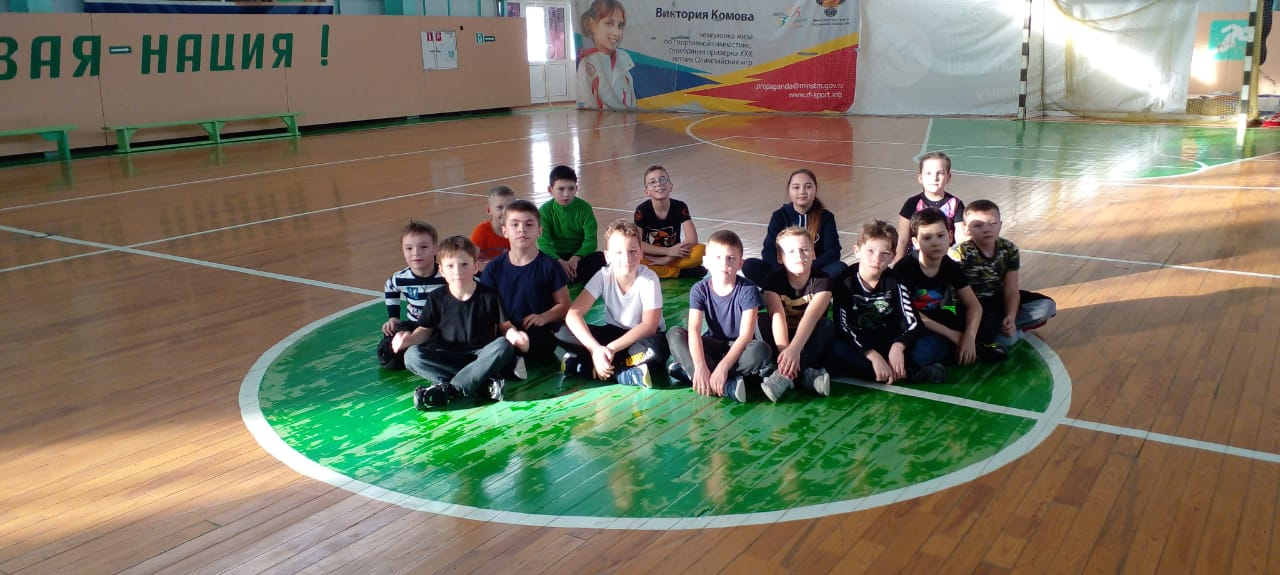 ВАЯ-НАЦИЯ !
Виктория Комова
чемпионка мира
по спортивной гимнастике,
серебряная призёрка XXX
летних Олимпийских игр
propaganda@minstm.gov.ru
www.rf-sport.info